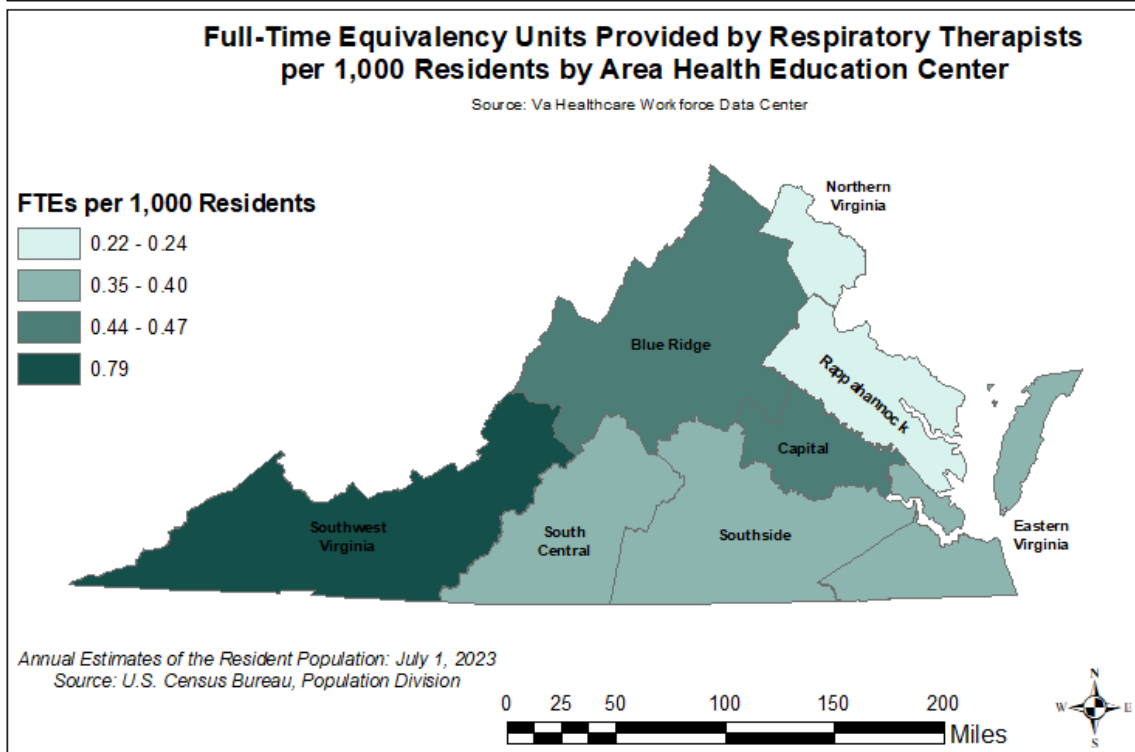 Full-Time Equivalency Units Provided by Respiratory Therapists
per 1,000 Residents by Area Health Education Center
Source: Va Healthcare Workforce Data Center
FTEs per 1,000 Residents
0.22 - 0.24
0.35 - 0.40
0.44 - 0.47
0.79
Northern
Virginia
Blue Ridge
Rappahannock
Capital
Southwest
Virginia
South
Central
Southside
Eastern
Virginia
Annual Estimates of the Resident Population: July 1, 2023
Source: U.S. Census Bureau, Population Division
0 25 50 100 150 200
Miles
N
W E
S